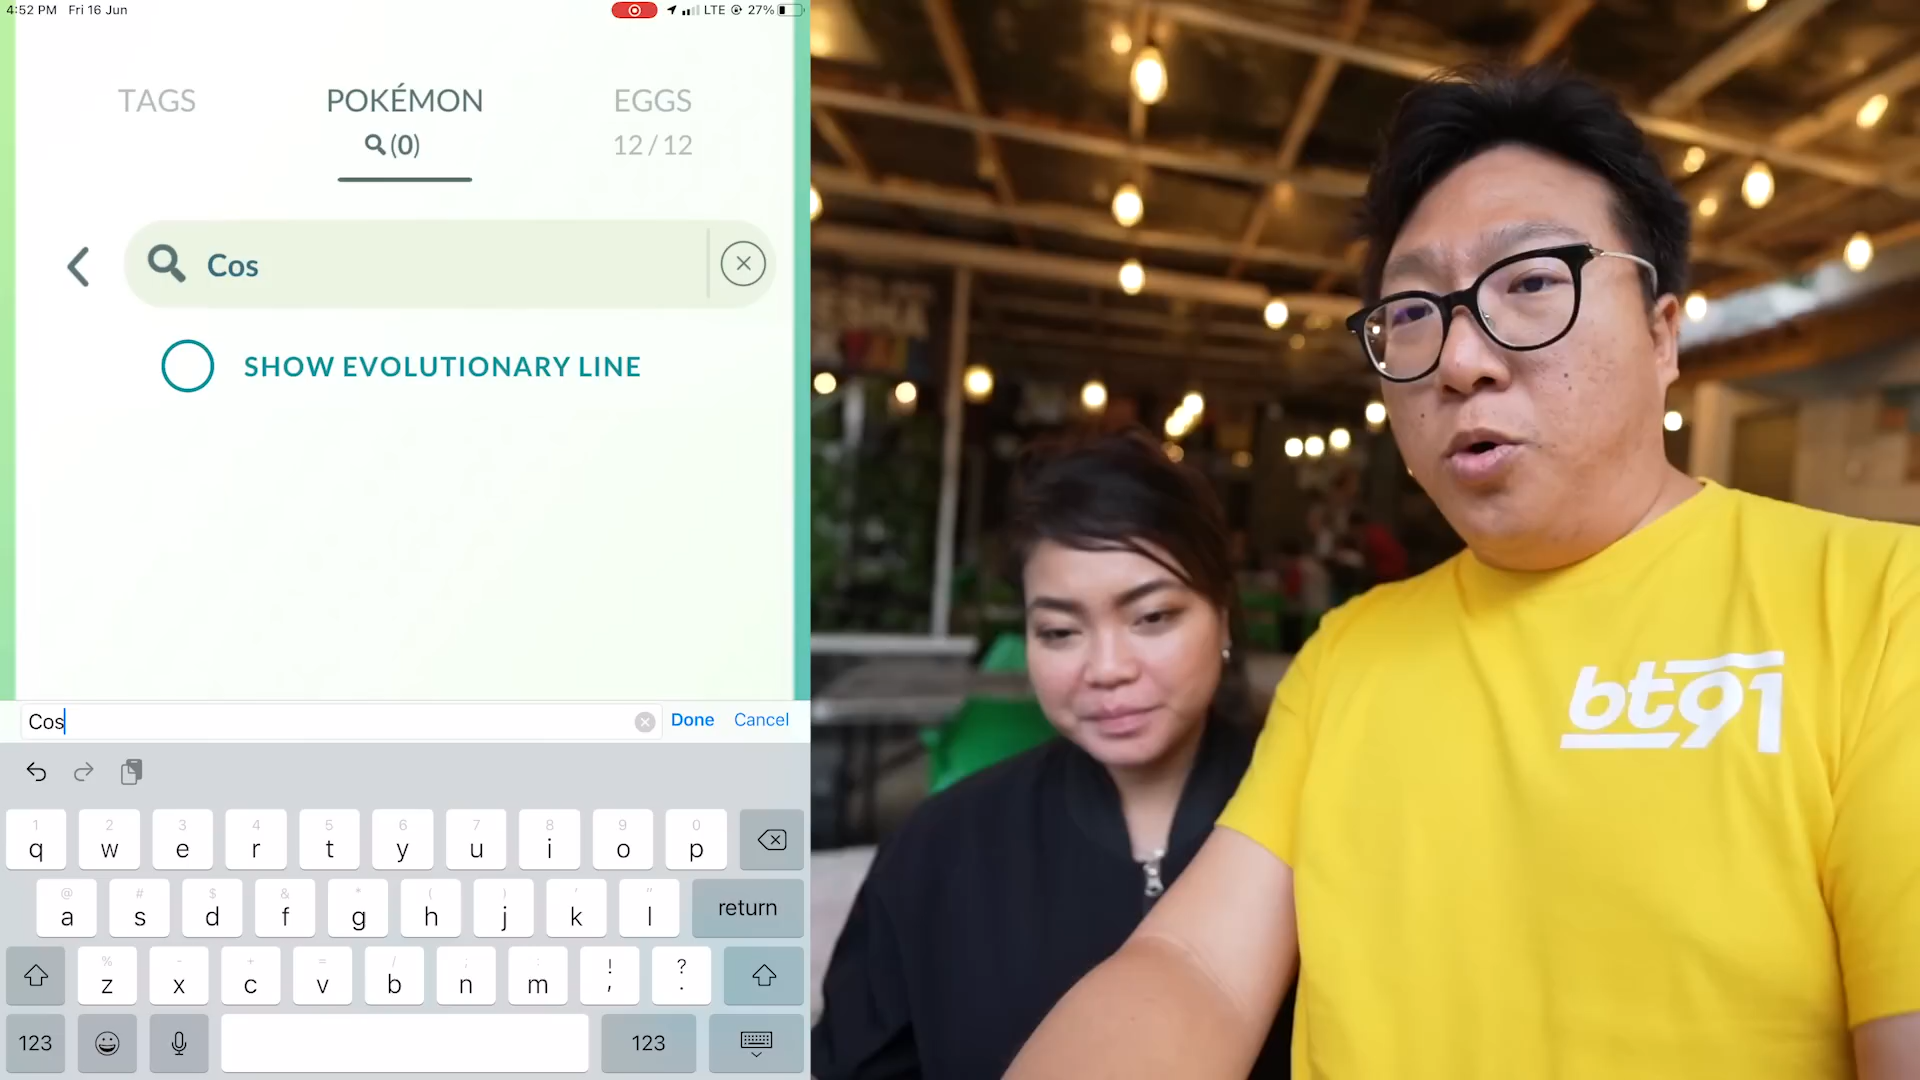 4:52 PM Fri 16 Jun
LTE 27%
TAGS
POKÉMON
(0)
EGGS
12 / 12
Cos
SHOW EVOLUTIONARY LINE
Cos
Done Cancel
1 2 3 4 5 6 7 8 9 0
q w e r t y u i o p
@ # $ & * ( ) ' "
a s d f g h j k l return
% - + = / ; : ! ?
z x c v b n m , .
123 123
bt91